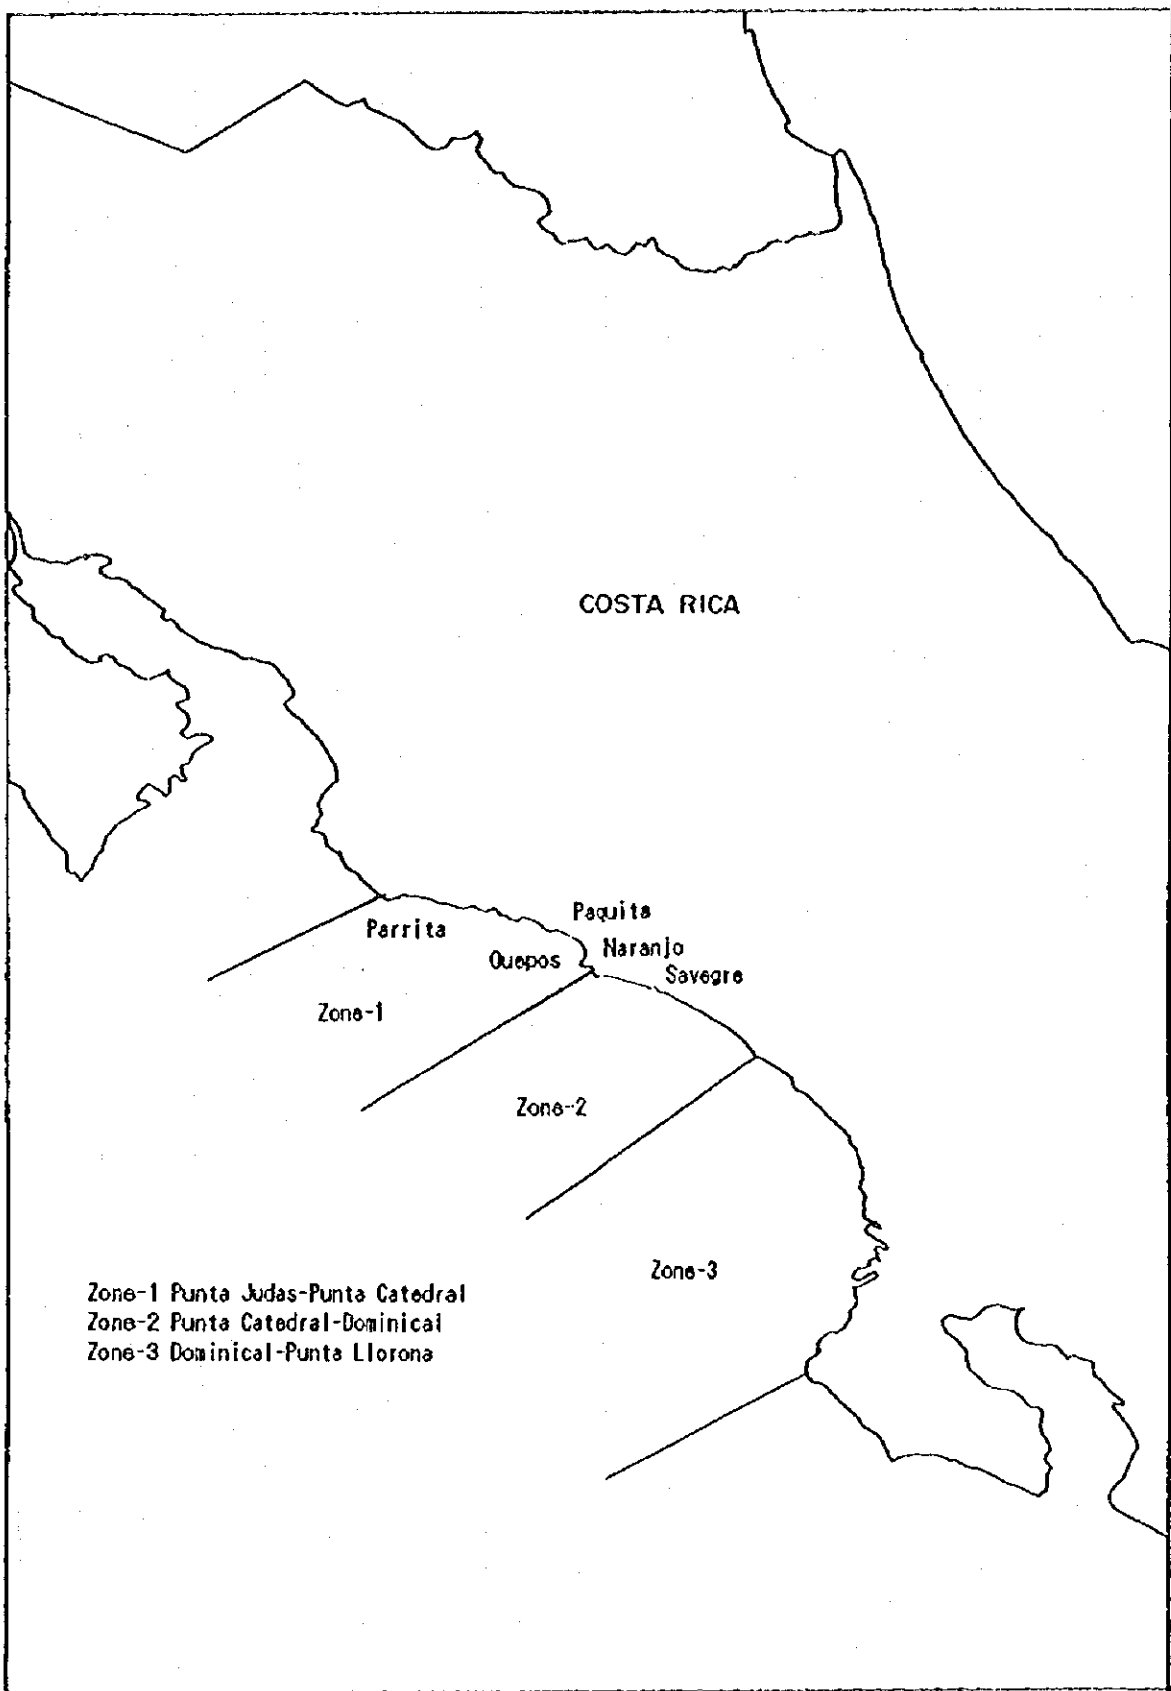 COSTA RICA
Paquita
Parrita
Naranjo
Quepos
Savegre
Zone-1
Zone-2
Zone-3
Zone-1 Punta Judas-Punta Catedral
Zone-2 Punta Catedral-Dominical
Zone-3 Dominical-Punta Llorona